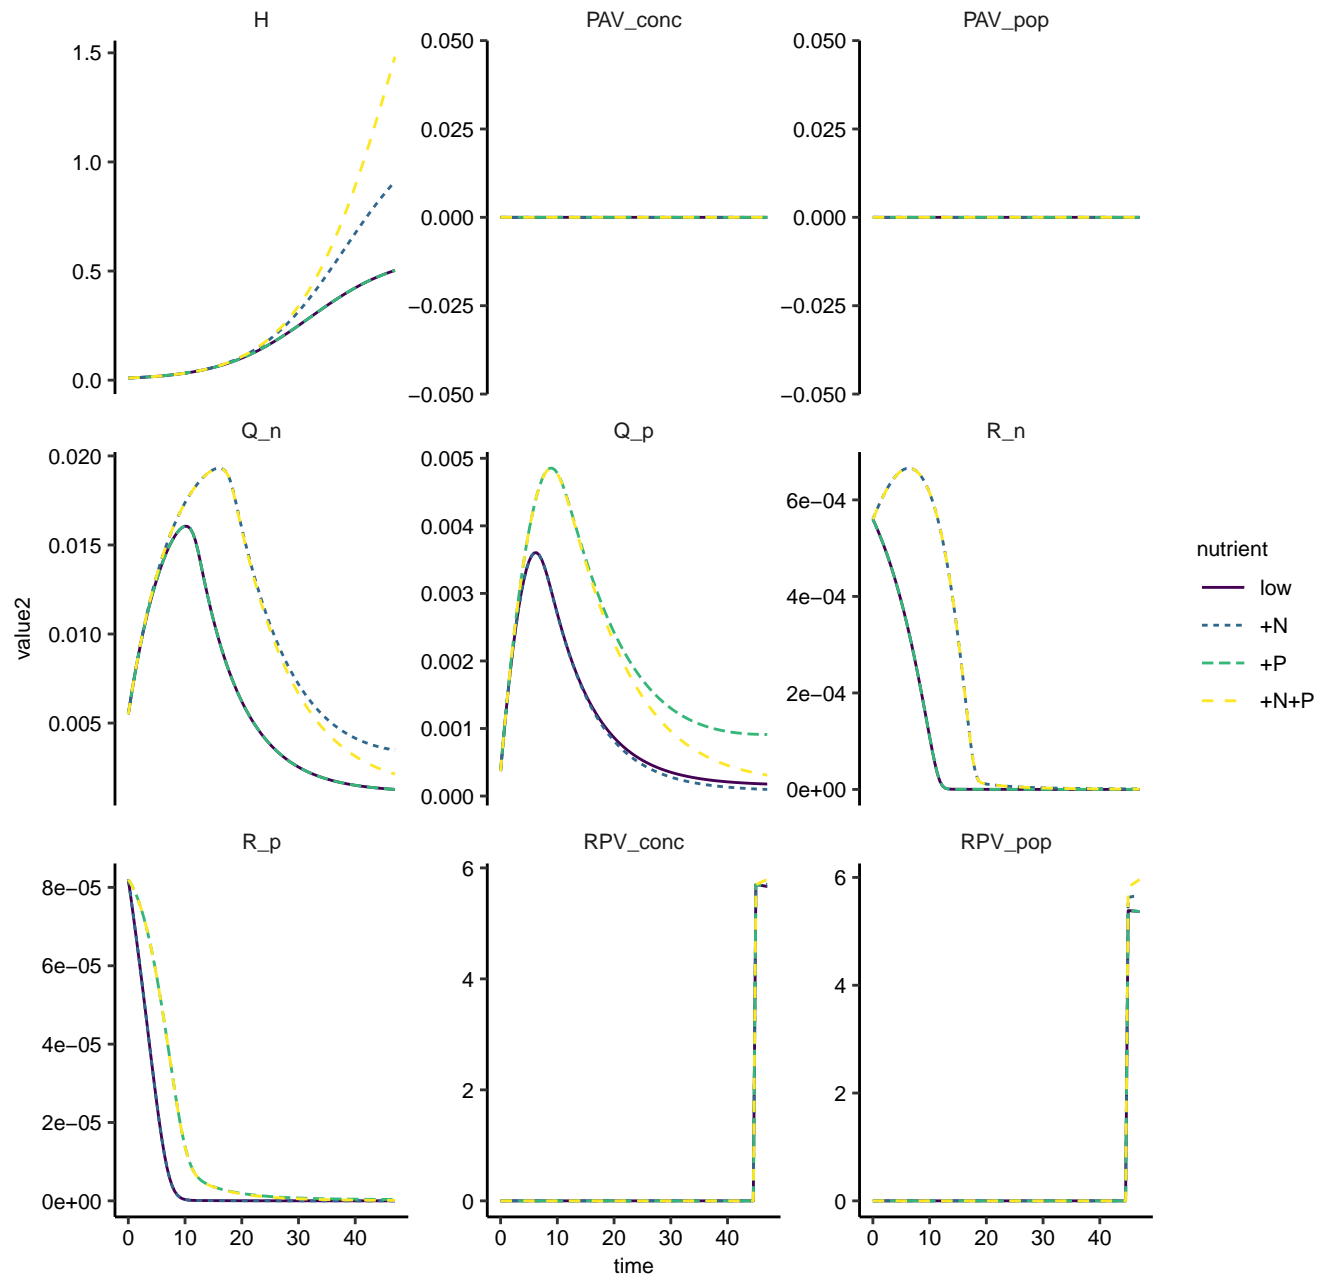 H
PAV_conc
PAV_pop
1.5
1.0
0.5
0.0
0.050
0.025
0.000
−0.025
−0.050
0.050
0.025
0.000
−0.025
−0.050
Q_n
Q_p
R_n
0.020
0.015
0.010
0.005
0.005
0.004
0.003
0.002
0.001
0.000
6e−04
4e−04
2e−04
0e+00
value2
R_p
RPV_conc
RPV_pop
8e−05
6e−05
4e−05
2e−05
0e+00
6
4
2
0
6
4
2
0
0 10 20 30 40
0 10 20 30 40
0 10 20 30 40
time
nutrient
low
+N
+P
+N+P